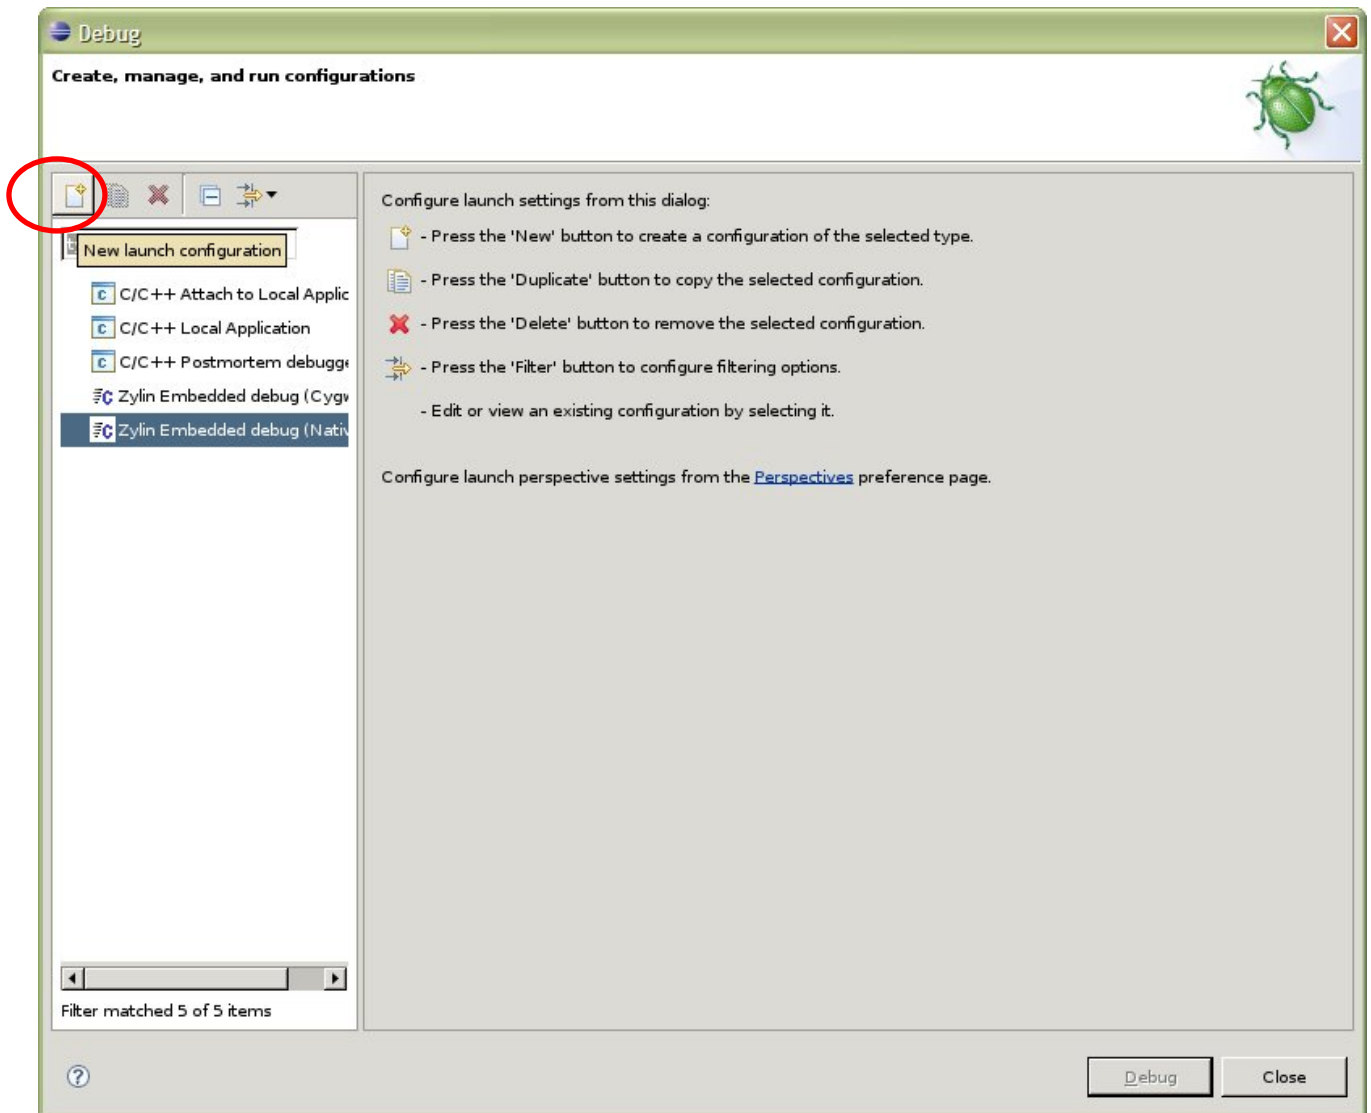 Debug
Create, manage, and run configurations
New launch configuration
C/C++ Attach to Local Applic
C/C++ Local Application
C/C++ Postmortem debugge
Zylin Embedded debug (Cygw
Zylin Embedded debug (Nativ
Filter matched 5 of 5 items
Configure launch settings from this dialog:
- Press the 'New' button to create a configuration of the selected type.
- Press the 'Duplicate' button to copy the selected configuration.
- Press the 'Delete' button to remove the selected configuration.
- Press the 'Filter' button to configure filtering options.
- Edit or view an existing configuration by selecting it.
Configure launch perspective settings from the Perspectives preference page.
Debug
Close